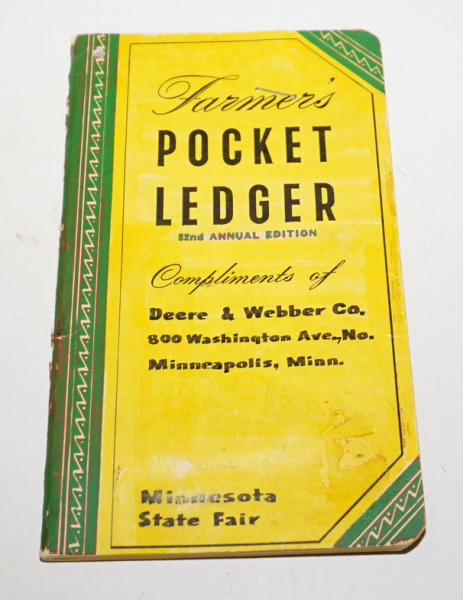 Farmer's
POCKET
LEDGER
82nd ANNUAL EDITION
Compliments of
Deere & Webber Co.
800 Washington Ave., No.
Minneapolis, Minn.
Minnesota
State Fair